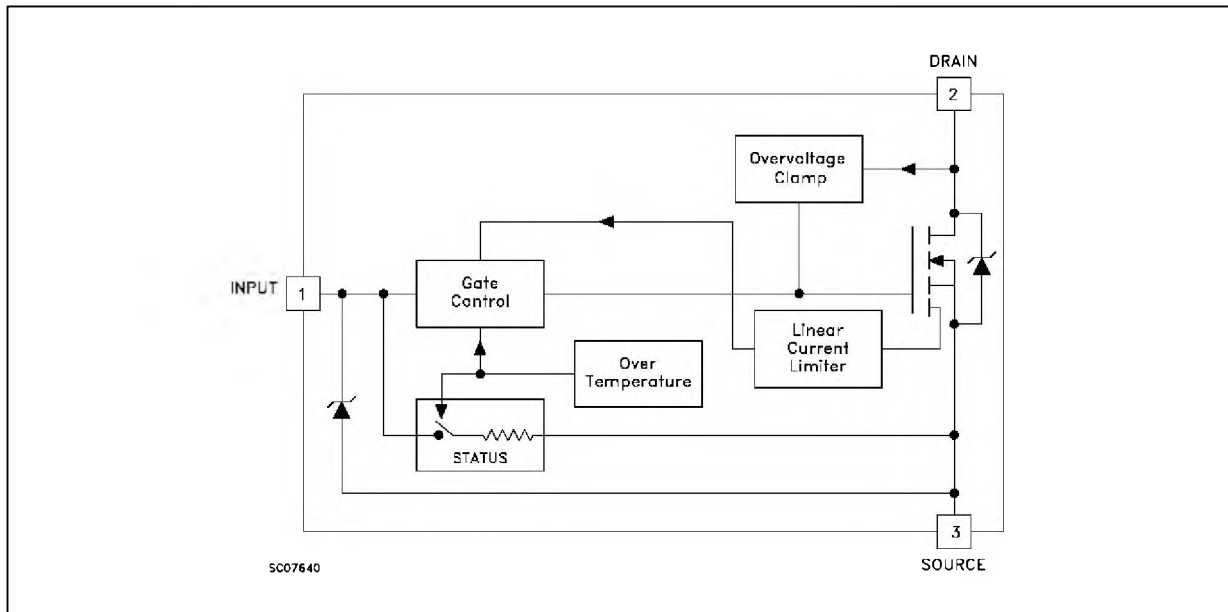 DRAIN
2
Overvoltage
Clamp
INPUT
1
Gate
Control
Linear
Current
Limiter
Over
Temperature
STATUS
3
SOURCE
SC07640